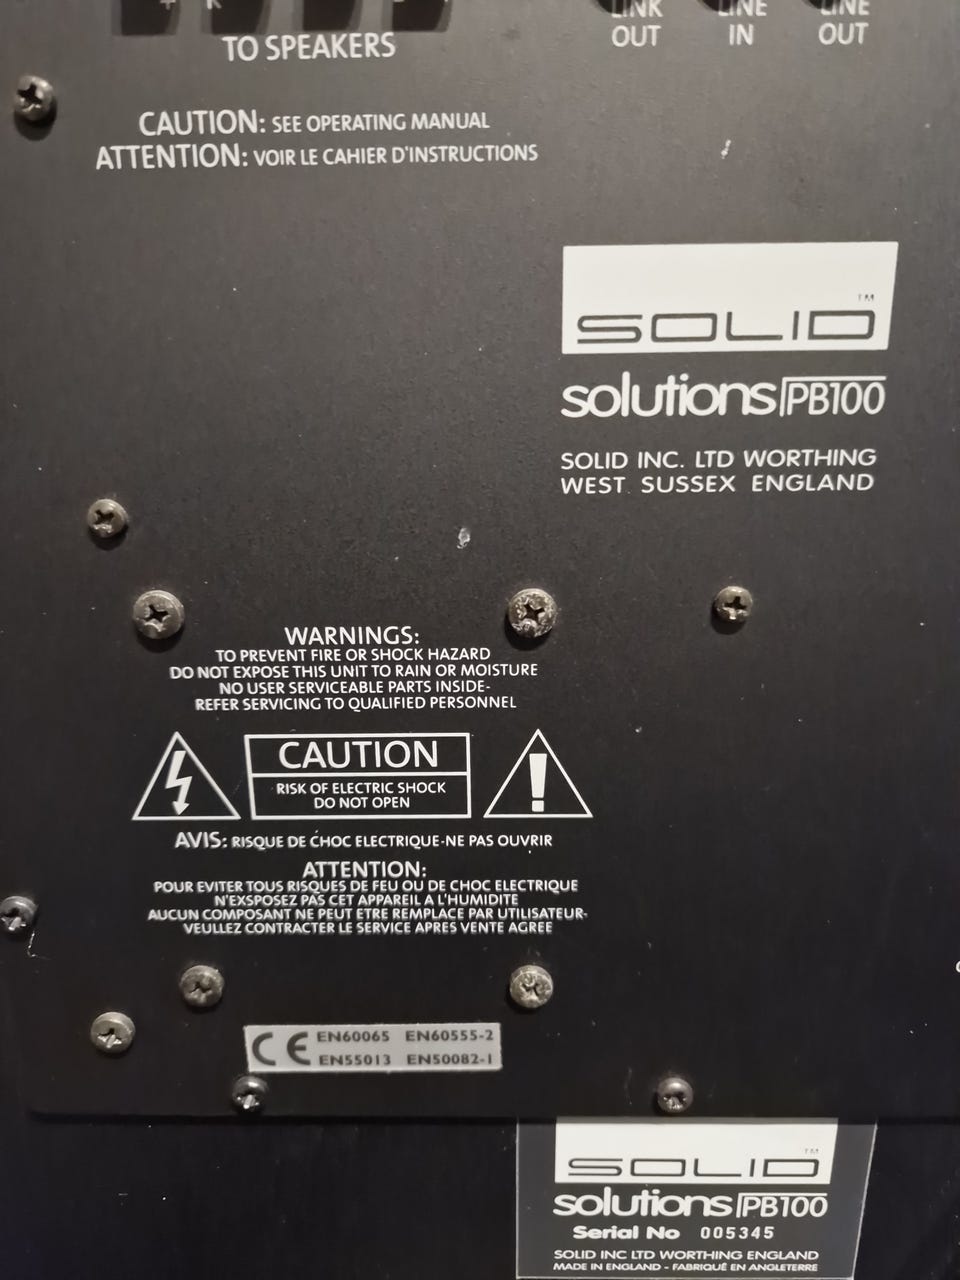 + R -
TO SPEAKERS
LINK OUT
LINE IN
LINE OUT
CAUTION: SEE OPERATING MANUAL
ATTENTION: VOIR LE CAHIER D'INSTRUCTIONS
SOLID™
solutions PB100
SOLID INC. LTD WORTHING
WEST SUSSEX ENGLAND
WARNINGS:
TO PREVENT FIRE OR SHOCK HAZARD
DO NOT EXPOSE THIS UNIT TO RAIN OR MOISTURE
NO USER SERVICEABLE PARTS INSIDE-
REFER SERVICING TO QUALIFIED PERSONNEL
CAUTION
RISK OF ELECTRIC SHOCK
DO NOT OPEN
AVIS: RISQUE DE CHOC ELECTRIQUE-NE PAS OUVRIR
ATTENTION:
POUR EVITER TOUS RISQUES DE FEU OU DE CHOC ELECTRIQUE
N'EXSPOSEZ PAS CET APPAREIL A L'HUMIDITE
AUCUN COMPOSANT NE PEUT ETRE REMPLACE PAR UTILISATEUR-
VEULLEZ CONTRACTER LE SERVICE APRES VENTE AGREE
CE EN60065 EN60555-2
EN55013 EN50082-1
SOLID™
solutions PB100
Serial No 005345
SOLID INC LTD WORTHING ENGLAND
MADE IN ENGLAND - FABRIQUÉ EN ANGLETERRE